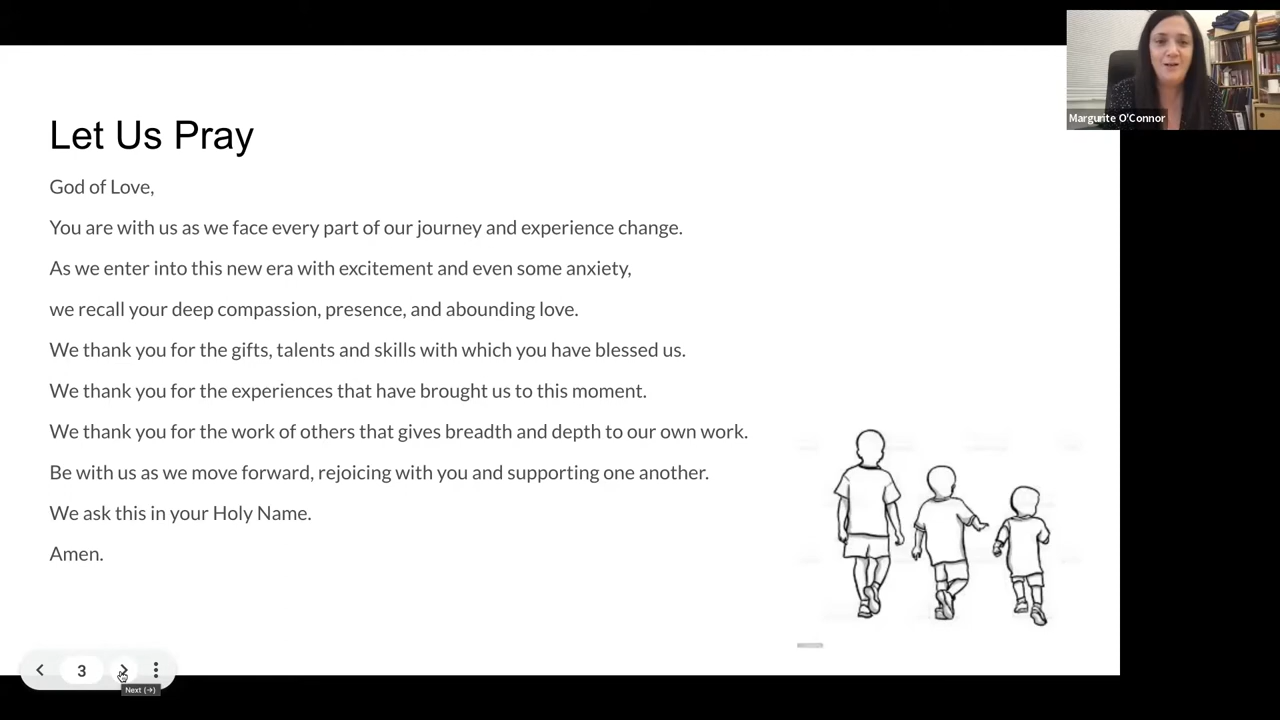 Let Us Pray
God of Love,
You are with us as we face every part of our journey and experience change.
As we enter into this new era with excitement and even some anxiety,
we recall your deep compassion, presence, and abounding love.
We thank you for the gifts, talents and skills with which you have blessed us.
We thank you for the experiences that have brought us to this moment.
We thank you for the work of others that gives breadth and depth to our own work.
Be with us as we move forward, rejoicing with you and supporting one another.
We ask this in your Holy Name.
Amen.
Margurite O'Connor
3
Next (→)